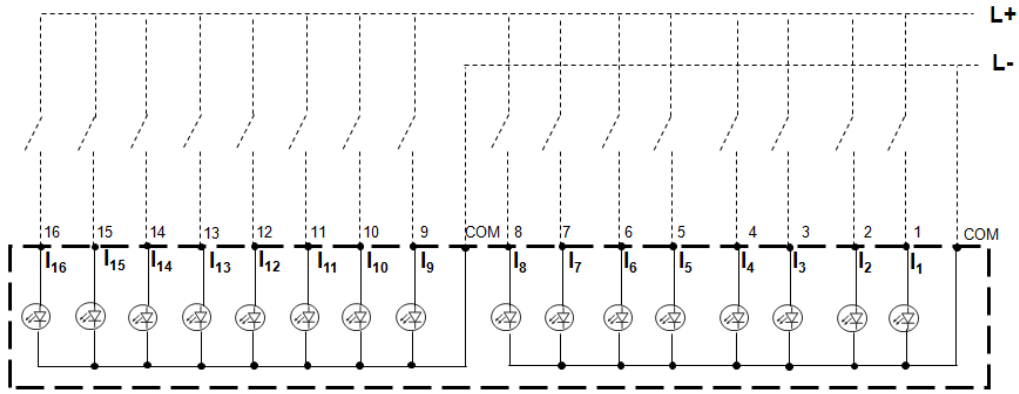 L+
L-
16 15 14 13 12 11 10 9 COM 8 7 6 5 4 3 2 1 COM
I16 I15 I14 I13 I12 I11 I10 I9 I8 I7 I6 I5 I4 I3 I2 I1